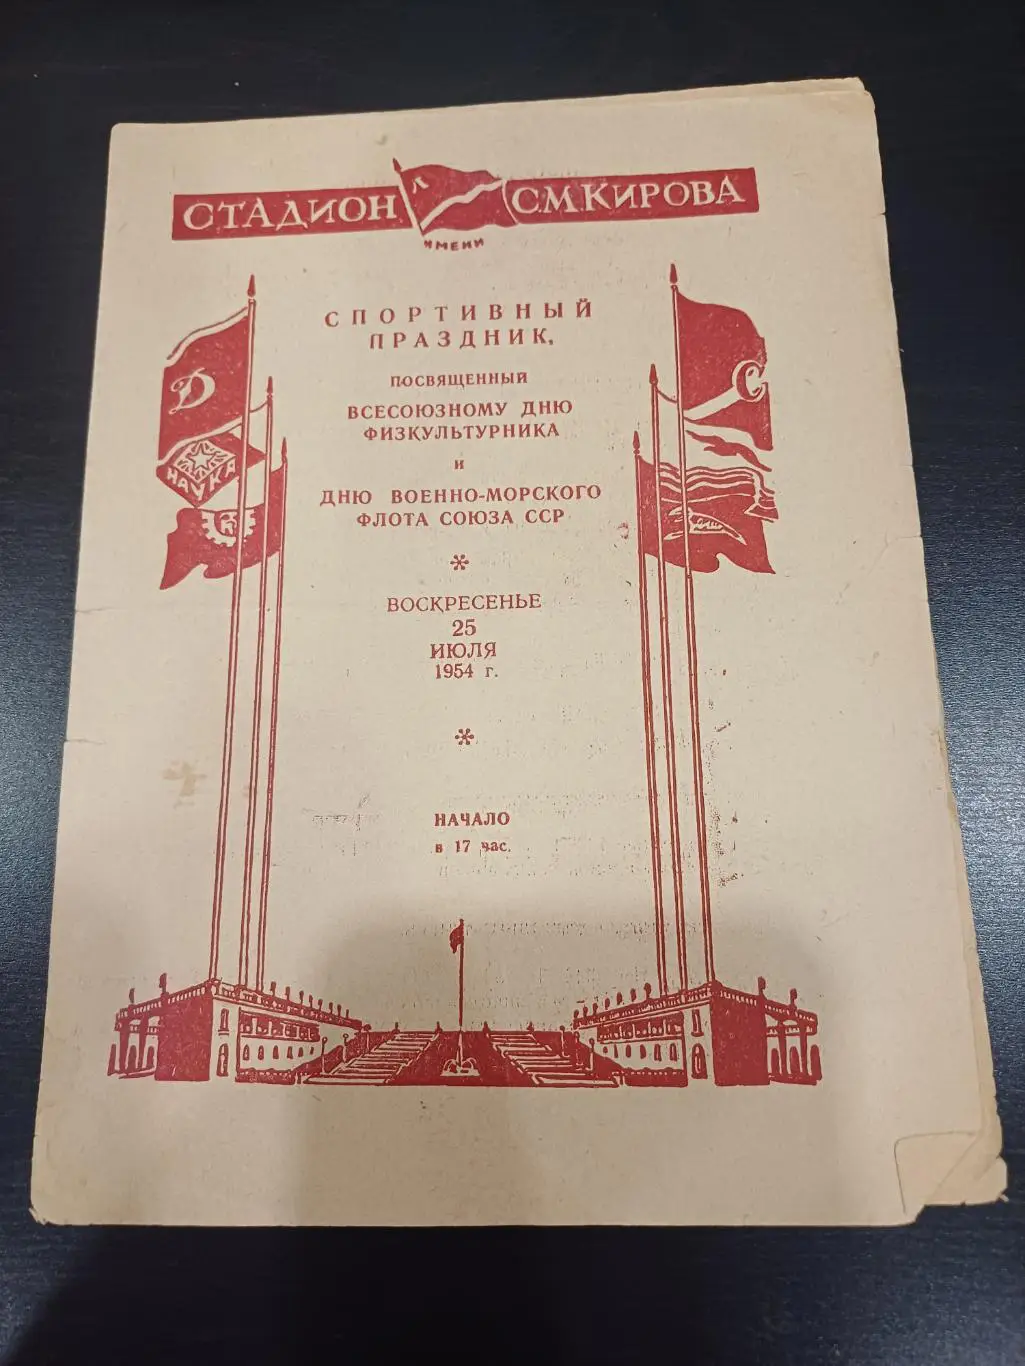 СТАДИОН
Л
ИМЕНИ
С.М.КИРОВА
СПОРТИВНЫЙ
ПРАЗДНИК,
ПОСВЯЩЕННЫЙ
ВСЕСОЮЗНОМУ ДНЮ
ФИЗКУЛЬТУРНИКА
И
ДНЮ ВОЕННО-МОРСКОГО
ФЛОТА СОЮЗА ССР
ВОСКРЕСЕНЬЕ
25
ИЮЛЯ
1954 г.
НАЧАЛО
в 17 час.
Д
НАУКА
С